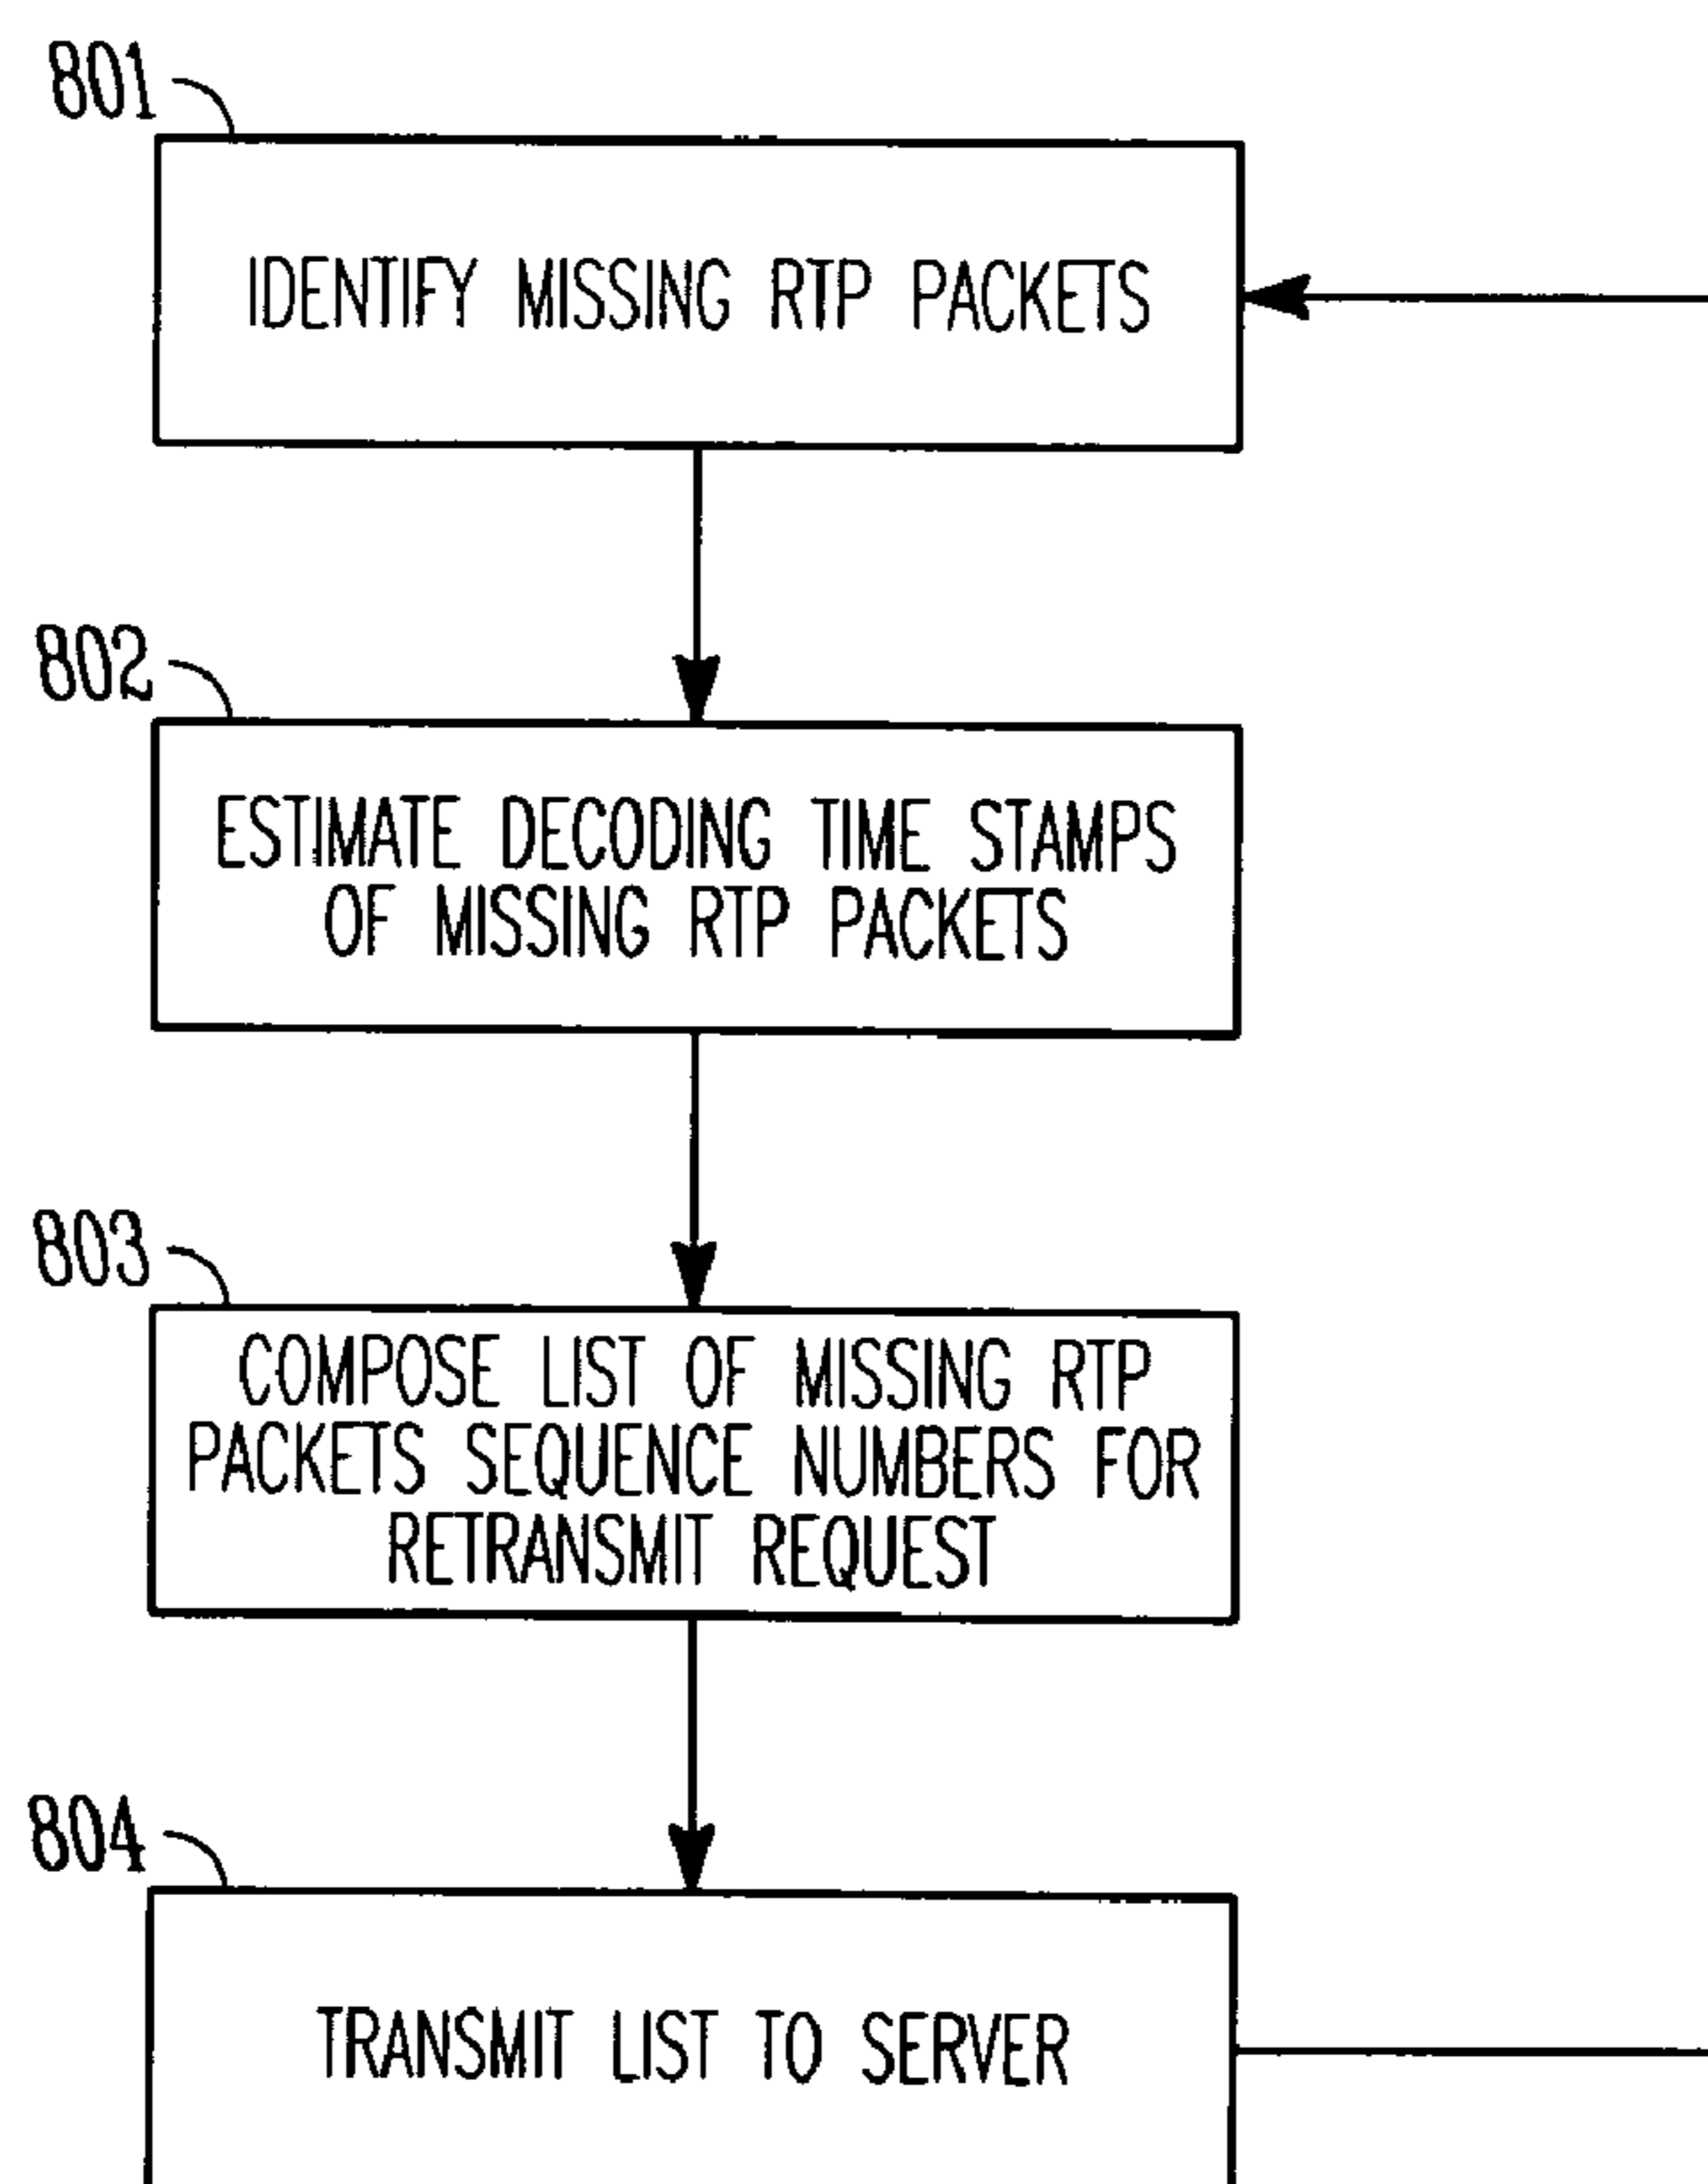 801
IDENTIFY MISSING RTP PACKETS
802
ESTIMATE DECODING TIME STAMPS
OF MISSING RTP PACKETS
803
COMPOSE LIST OF MISSING RTP
PACKETS SEQUENCE NUMBERS FOR
RETRANSMIT REQUEST
804
TRANSMIT LIST TO SERVER